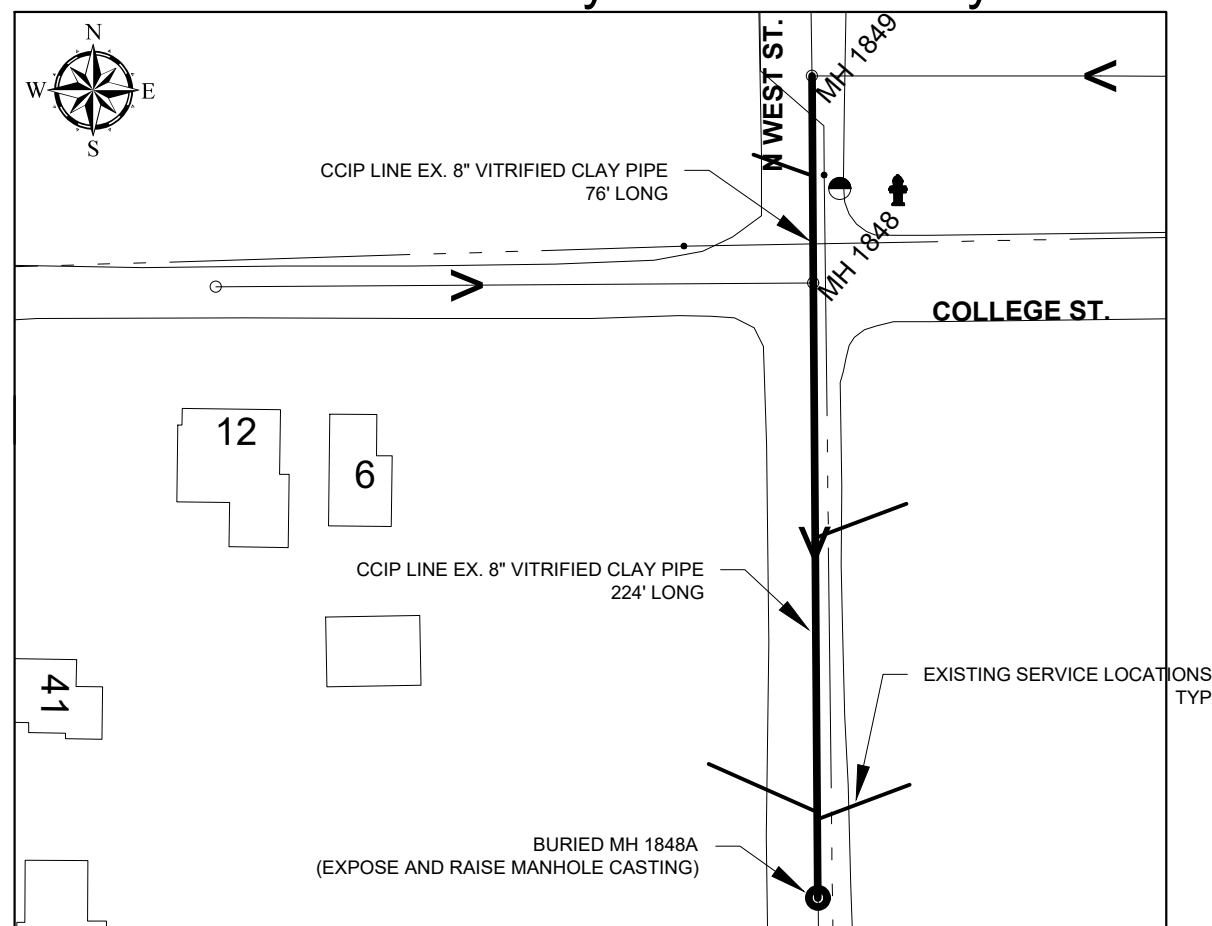 N
W E
S
N WEST ST.
MH 1849
CCIP LINE EX. 8" VITRIFIED CLAY PIPE
76' LONG
MH 1848
COLLEGE ST.
12
6
CCIP LINE EX. 8" VITRIFIED CLAY PIPE
224' LONG
41
EXISTING SERVICE LOCATIONS
TYP
BURIED MH 1848A
(EXPOSE AND RAISE MANHOLE CASTING)